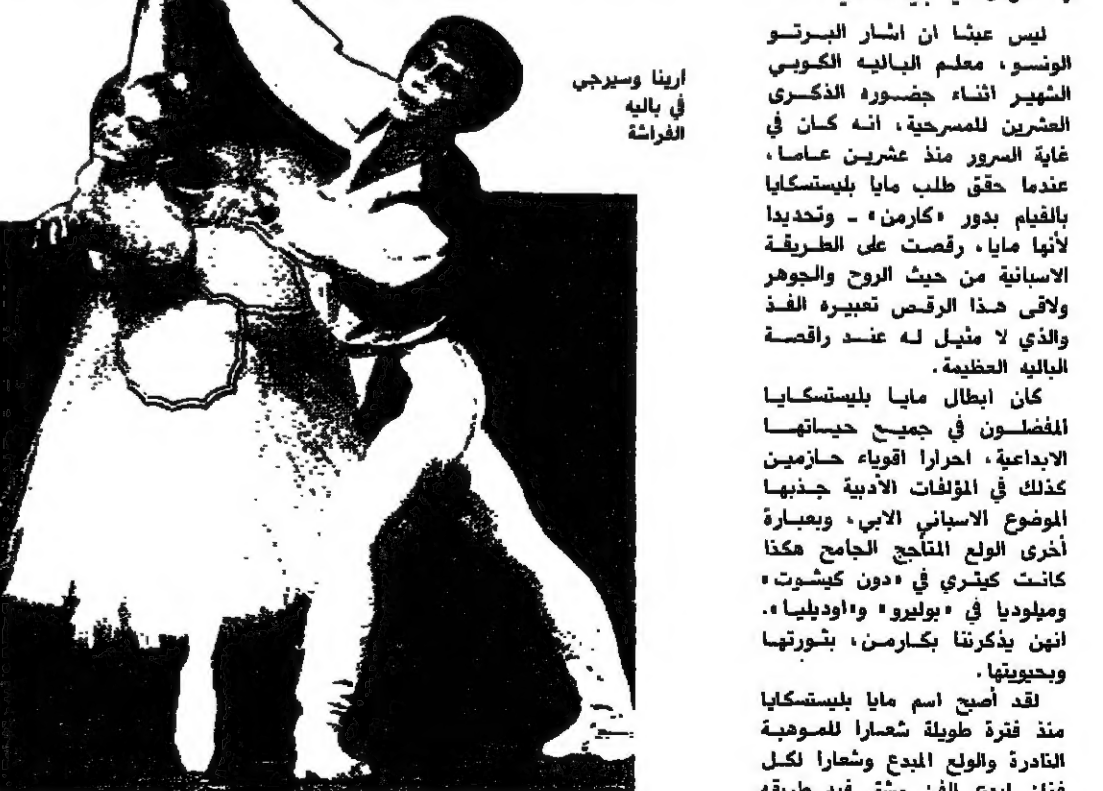 ليس عبثا ان اشار البرتو
الونسو، معلم الباليه الكوبي
الشهير اثناء حضوره الذكرى
العشرين للمسرحية، انه كان في
غاية السرور منذ عشرين عاما،
عندما حقق طلب مايا بليستسكايا
بالقيام بدور «كارمن» - وتحديدا
لأنها مايا، رقصت على الطريقة
الاسبانية من حيث الروح والجوهر
ولاقى هذا الرقص تعبيره الفذ
والذي لا مثيل له عند راقصة
الباليه العظيمة.
كان ابطال مايا بليستسكايا
المفضلون في جميع حياتها
الابداعية، احرارا اقوياء حازمين
كذلك في المؤلفات الأدبية جذبها
الموضوع الاسباني الابي، وبعبارة
أخرى الولع المتأجج الجامح هكذا
كانت كيتري في «دون كيشوت»
وميلوديا في «بوليرو» و«اوديليا».
انهن يذكرننا بكارمن، بثورتها
وبحيويتها.
لقد أصبح اسم مايا بليستسكايا
منذ فترة طويلة شعارا للموهبة
النادرة والولع المبدع وشعارا لكل
ارينا وسيرجي
في باليه
الفراشة